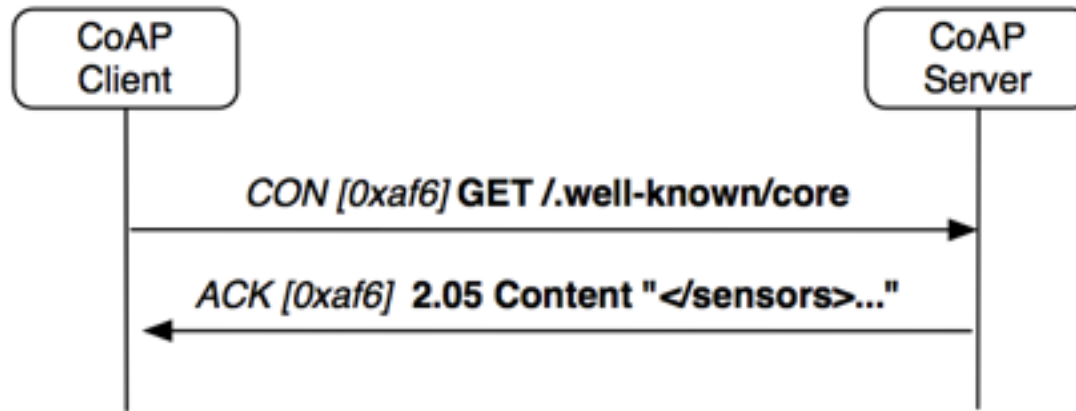 CoAP
Client
CoAP
Server
CON [0xaf6] GET /.well-known/core
ACK [0xaf6] 2.05 Content "</sensors>..."